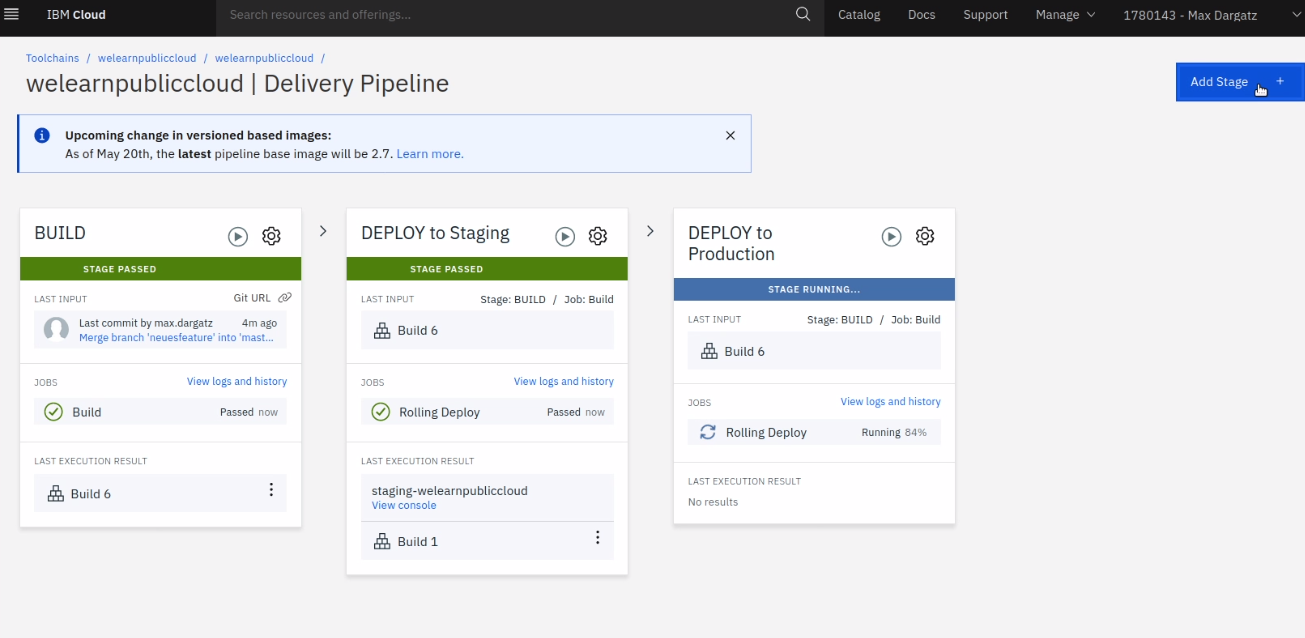 IBM Cloud
Search resources and offerings...
Catalog
Docs
Support
Manage
1780143 - Max Dargatz
Toolchains / welearnpubliccloud / welearnpubliccloud /
welearnpubliccloud | Delivery Pipeline
Add Stage +
Upcoming change in versioned based images:
As of May 20th, the latest pipeline base image will be 2.7. Learn more.
BUILD
STAGE PASSED
LAST INPUT Git URL
Last commit by max.dargatz 4m ago
Merge branch 'neuesfeature' into 'mast...
JOBS View logs and history
Build Passed now
LAST EXECUTION RESULT
Build 6
DEPLOY to Staging
STAGE PASSED
LAST INPUT Stage: BUILD / Job: Build
Build 6
JOBS View logs and history
Rolling Deploy Passed now
LAST EXECUTION RESULT
staging-welearnpubliccloud
View console
Build 1
DEPLOY to
Production
STAGE RUNNING...
LAST INPUT Stage: BUILD / Job: Build
Build 6
JOBS View logs and history
Rolling Deploy Running 84%
LAST EXECUTION RESULT
No results